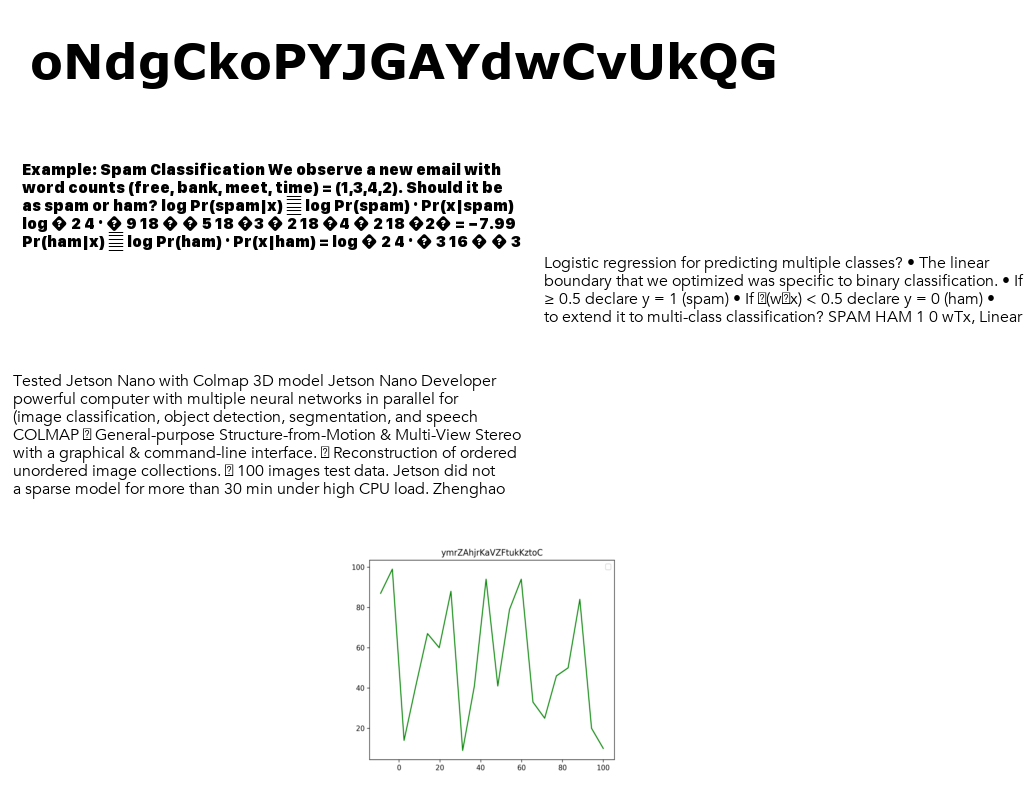 oNdgCkoPYJGAYdwCvUkQG
Example: Spam Classification We observe a new email with
word counts (free, bank, meet, time) = (1,3,4,2). Should it be
as spam or ham? log Pr(spam|x) ▤ log Pr(spam) · Pr(x|spam)
log � 2 4 · � 9 18 � � 5 18 �3 � 2 18 �4 � 2 18 �2� = −7.99
Pr(ham|x) ▤ log Pr(ham) · Pr(x|ham) = log � 2 4 · � 3 16 � � 3
Logistic regression for predicting multiple classes? • The linear
boundary that we optimized was specific to binary classification. • If
≥ 0.5 declare y = 1 (spam) • If (wx) < 0.5 declare y = 0 (ham) •
to extend it to multi-class classification? SPAM HAM 1 0 wTx, Linear
Tested Jetson Nano with Colmap 3D model Jetson Nano Developer
powerful computer with multiple neural networks in parallel for
(image classification, object detection, segmentation, and speech
COLMAP  General-purpose Structure-from-Motion & Multi-View Stereo
with a graphical & command-line interface.  Reconstruction of ordered
unordered image collections.  100 images test data. Jetson did not
a sparse model for more than 30 min under high CPU load. Zhenghao
ymrZAhjrKaVZFtukKztoC
100
80
60
40
20
0 20 40 60 80 100